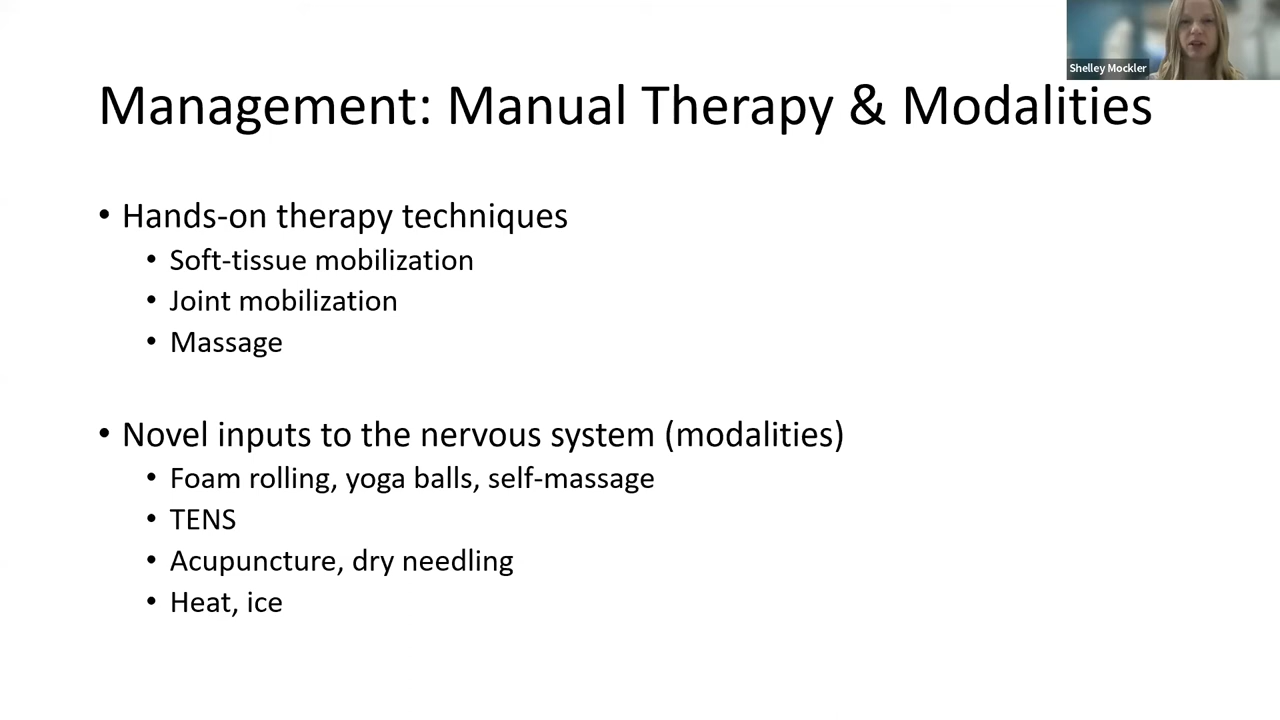 Shelley Mockler
Management: Manual Therapy & Modalities
• Hands-on therapy techniques
• Soft-tissue mobilization
• Joint mobilization
• Massage
• Novel inputs to the nervous system (modalities)
• Foam rolling, yoga balls, self-massage
• TENS
• Acupuncture, dry needling
• Heat, ice